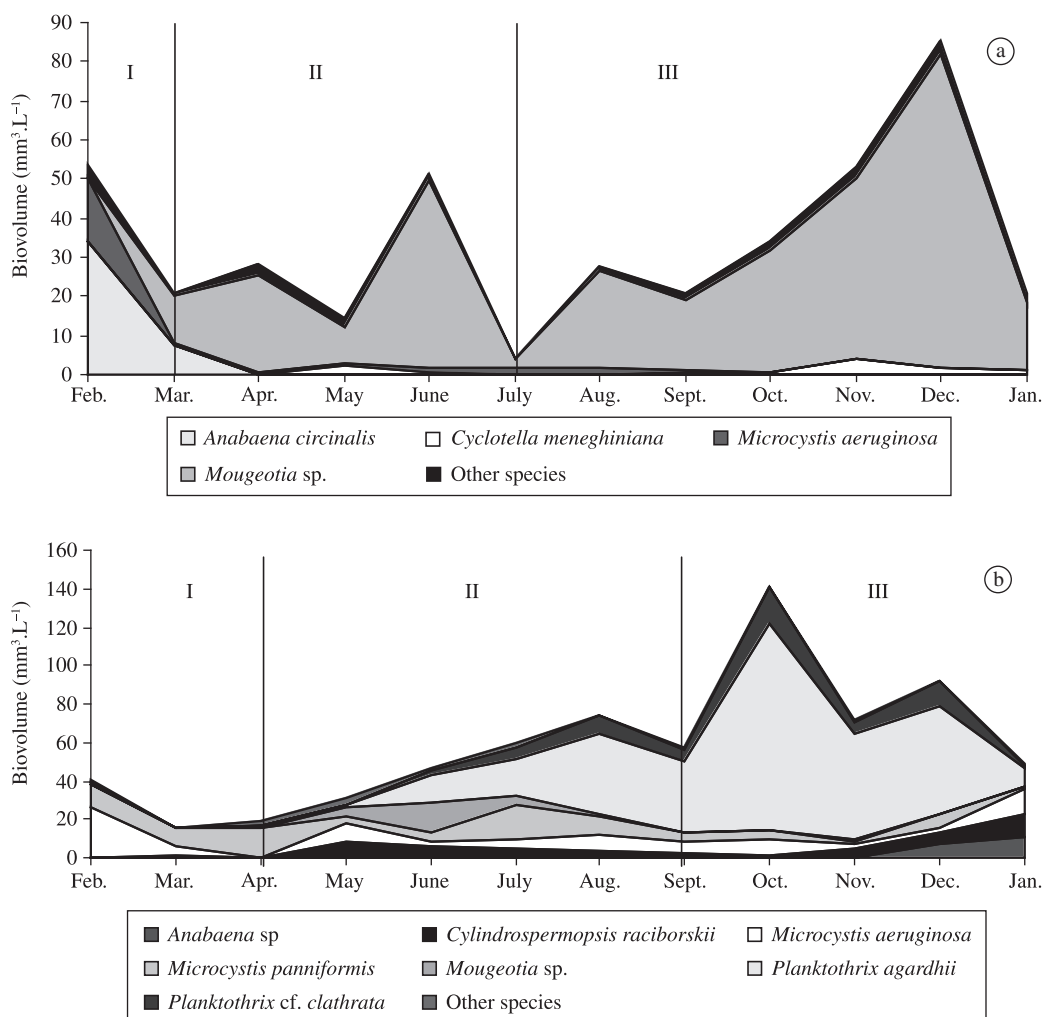 90
80
70
60
50
40
30
20
10
0
Biovolume (mm³.L⁻¹)
I II III ⓐ
Feb. Mar. Apr. May June July Aug. Sept. Oct. Nov. Dec. Jan.
Anabaena circinalis Cyclotella meneghiniana Microcystis aeruginosa
Mougeotia sp. Other species
160
140
120
100
80
60
40
20
0
Biovolume (mm³.L⁻¹)
I II III ⓑ
Feb. Mar. Apr. May June July Aug. Sept. Oct. Nov. Dec. Jan.
Anabaena sp Cylindrospermopsis raciborskii Microcystis aeruginosa
Microcystis panniformis Mougeotia sp. Planktothrix agardhii
Planktothrix cf. clathrata Other species